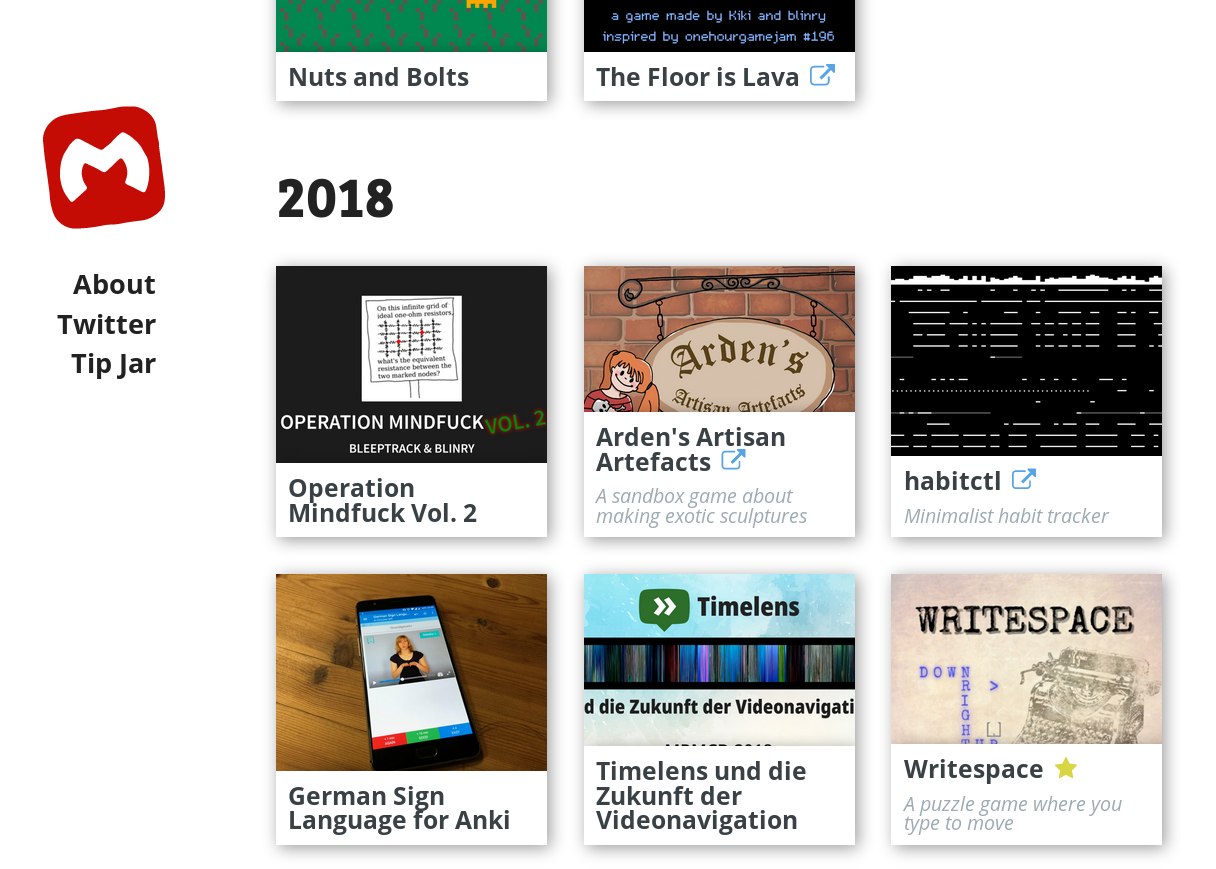 a game made by Kiki and blinry
inspired by onehourgamejam #196
Nuts and Bolts
The Floor is Lava
About
Twitter
Tip Jar
2018
On this infinite grid of
ideal one-ohm resistors,
what's the equivalent
resistance between the
two marked nodes?
OPERATION MINDFUCK VOL. 2
BLEEPTRACK & BLINRY
Operation
Mindfuck Vol. 2
Arden's
Artisan Artefacts
Arden's Artisan
Artefacts
A sandbox game about
making exotic sculptures
habitctl
Minimalist habit tracker
German Sign
Language for Anki
Timelens
d die Zukunft der Videonavigati
Timelens und die
Zukunft der
Videonavigation
WRITESPACE
DOWN
RIGHT
>
Writespace
A puzzle game where you
type to move